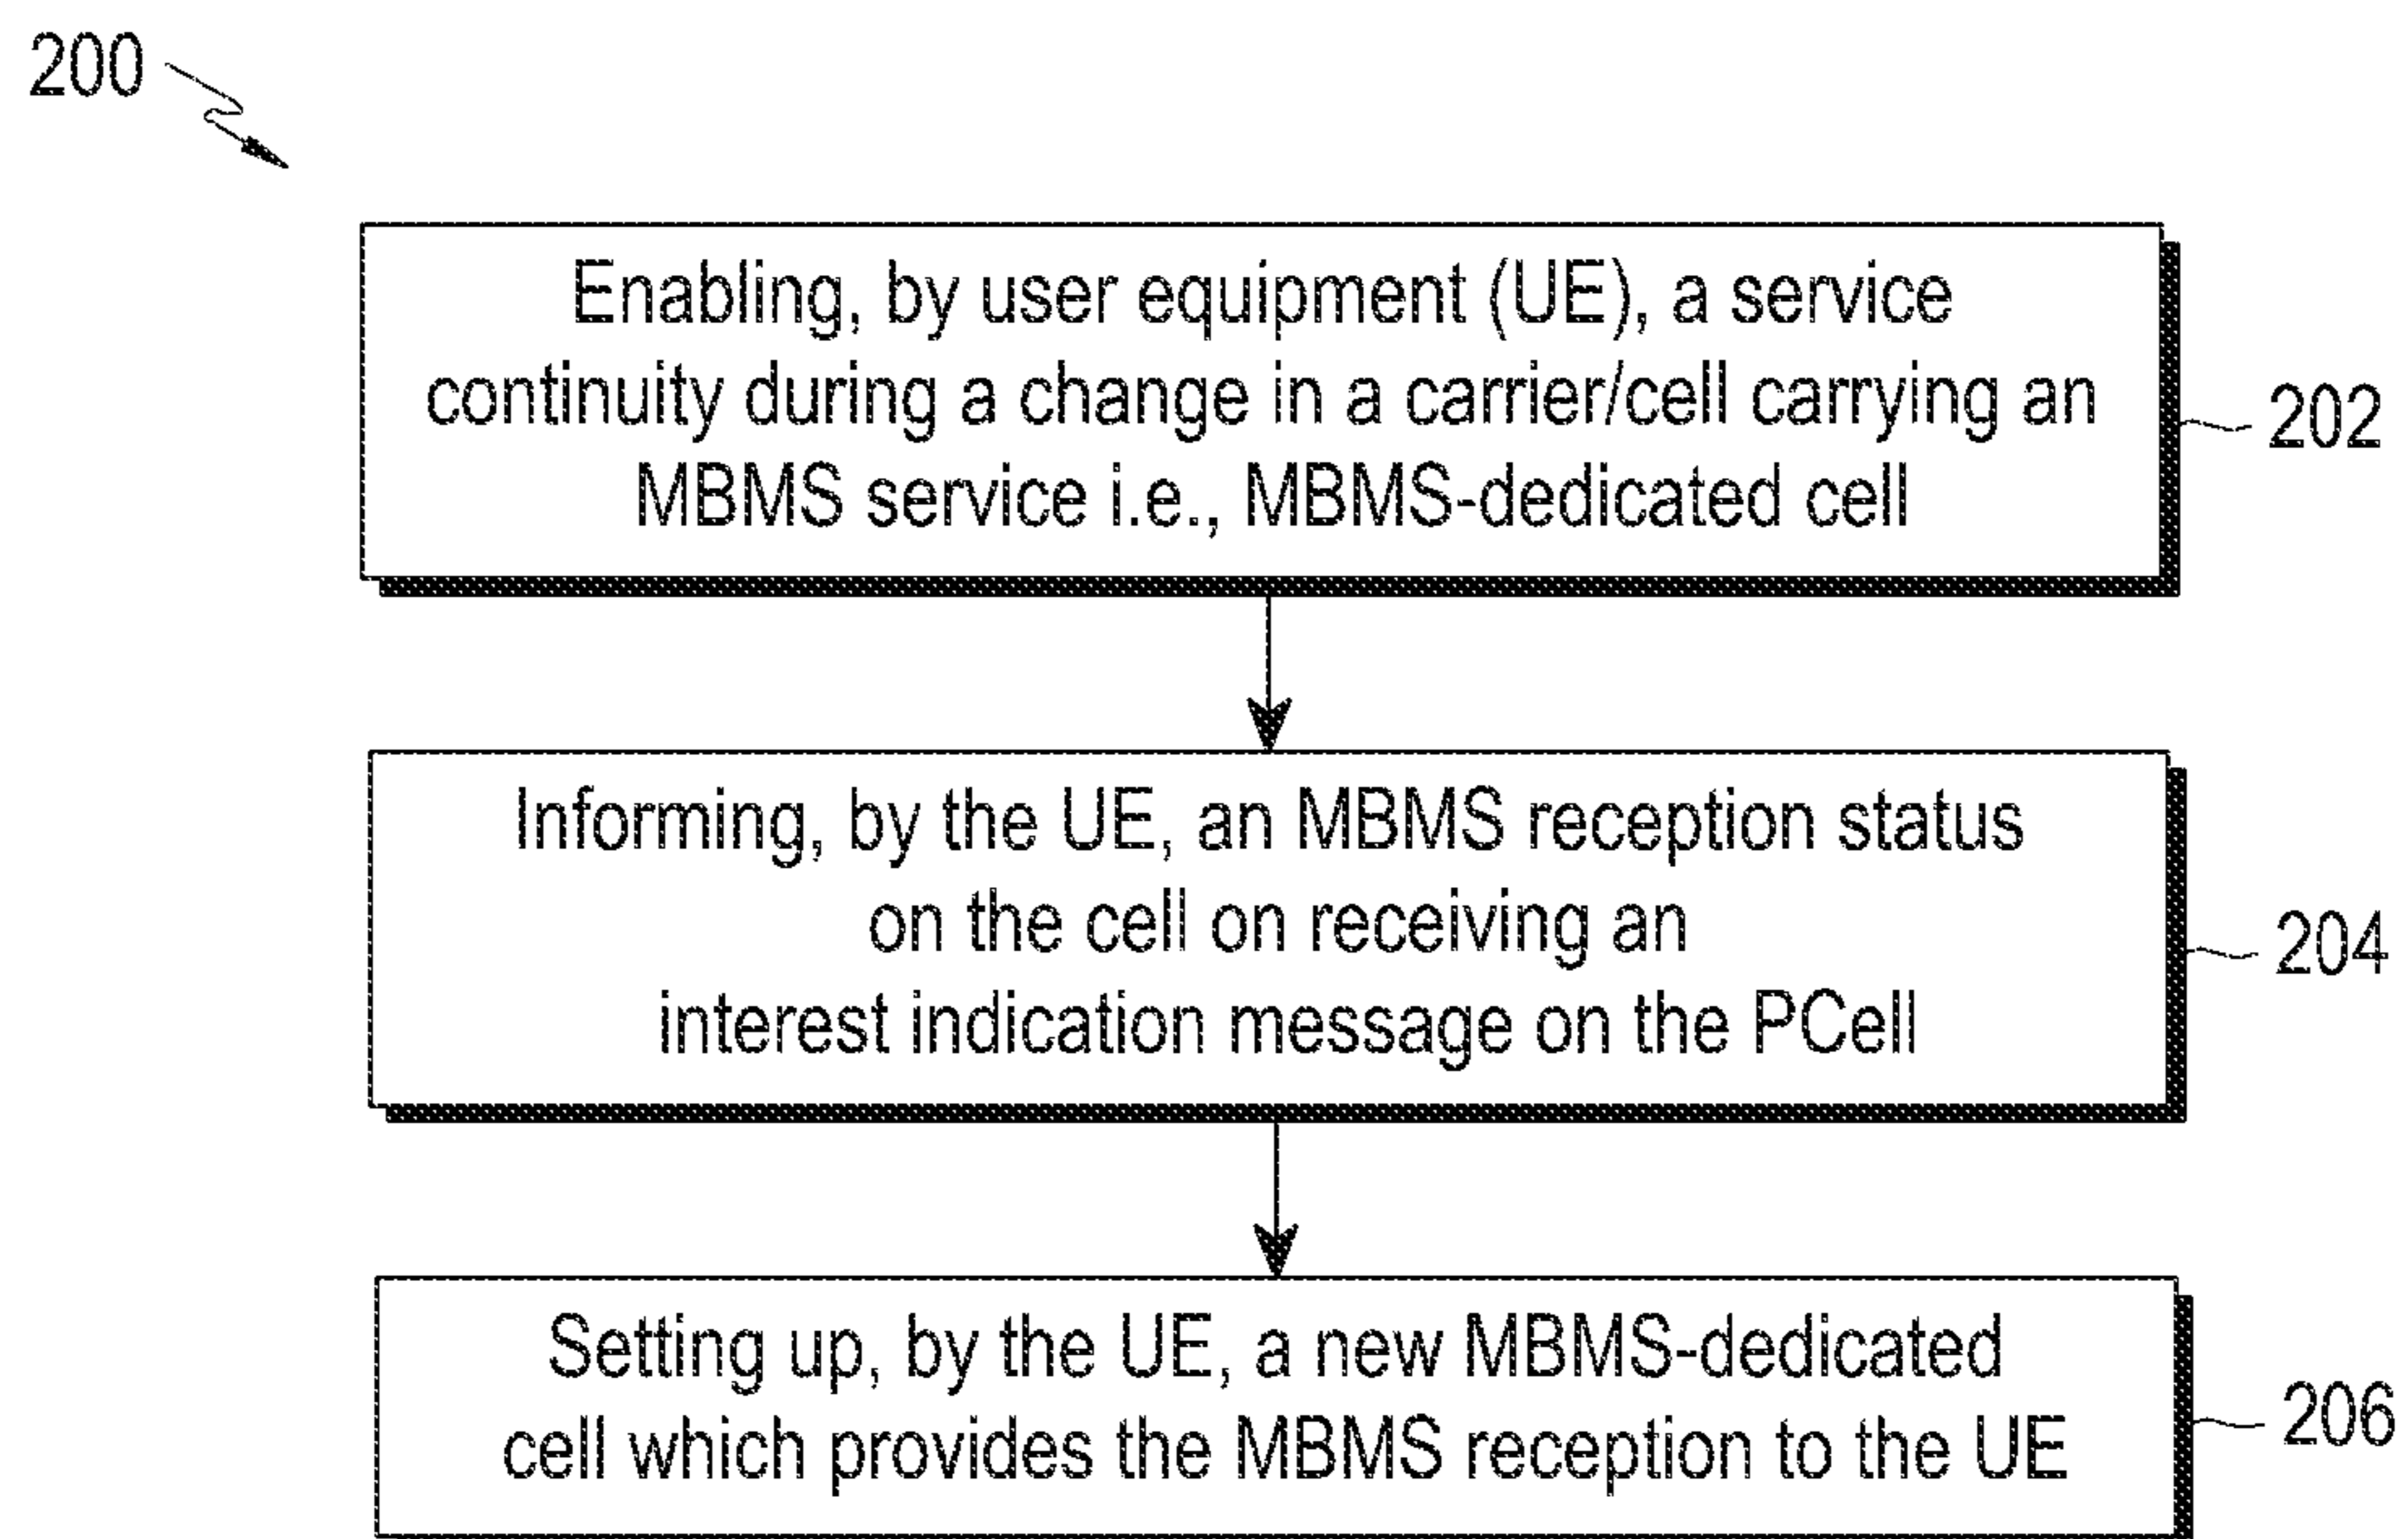 200
Enabling, by user equipment (UE), a service
continuity during a change in a carrier/cell carrying an
MBMS service i.e., MBMS-dedicated cell
202
Informing, by the UE, an MBMS reception status
on the cell on receiving an
interest indication message on the PCell
204
Setting up, by the UE, a new MBMS-dedicated
cell which provides the MBMS reception to the UE
206